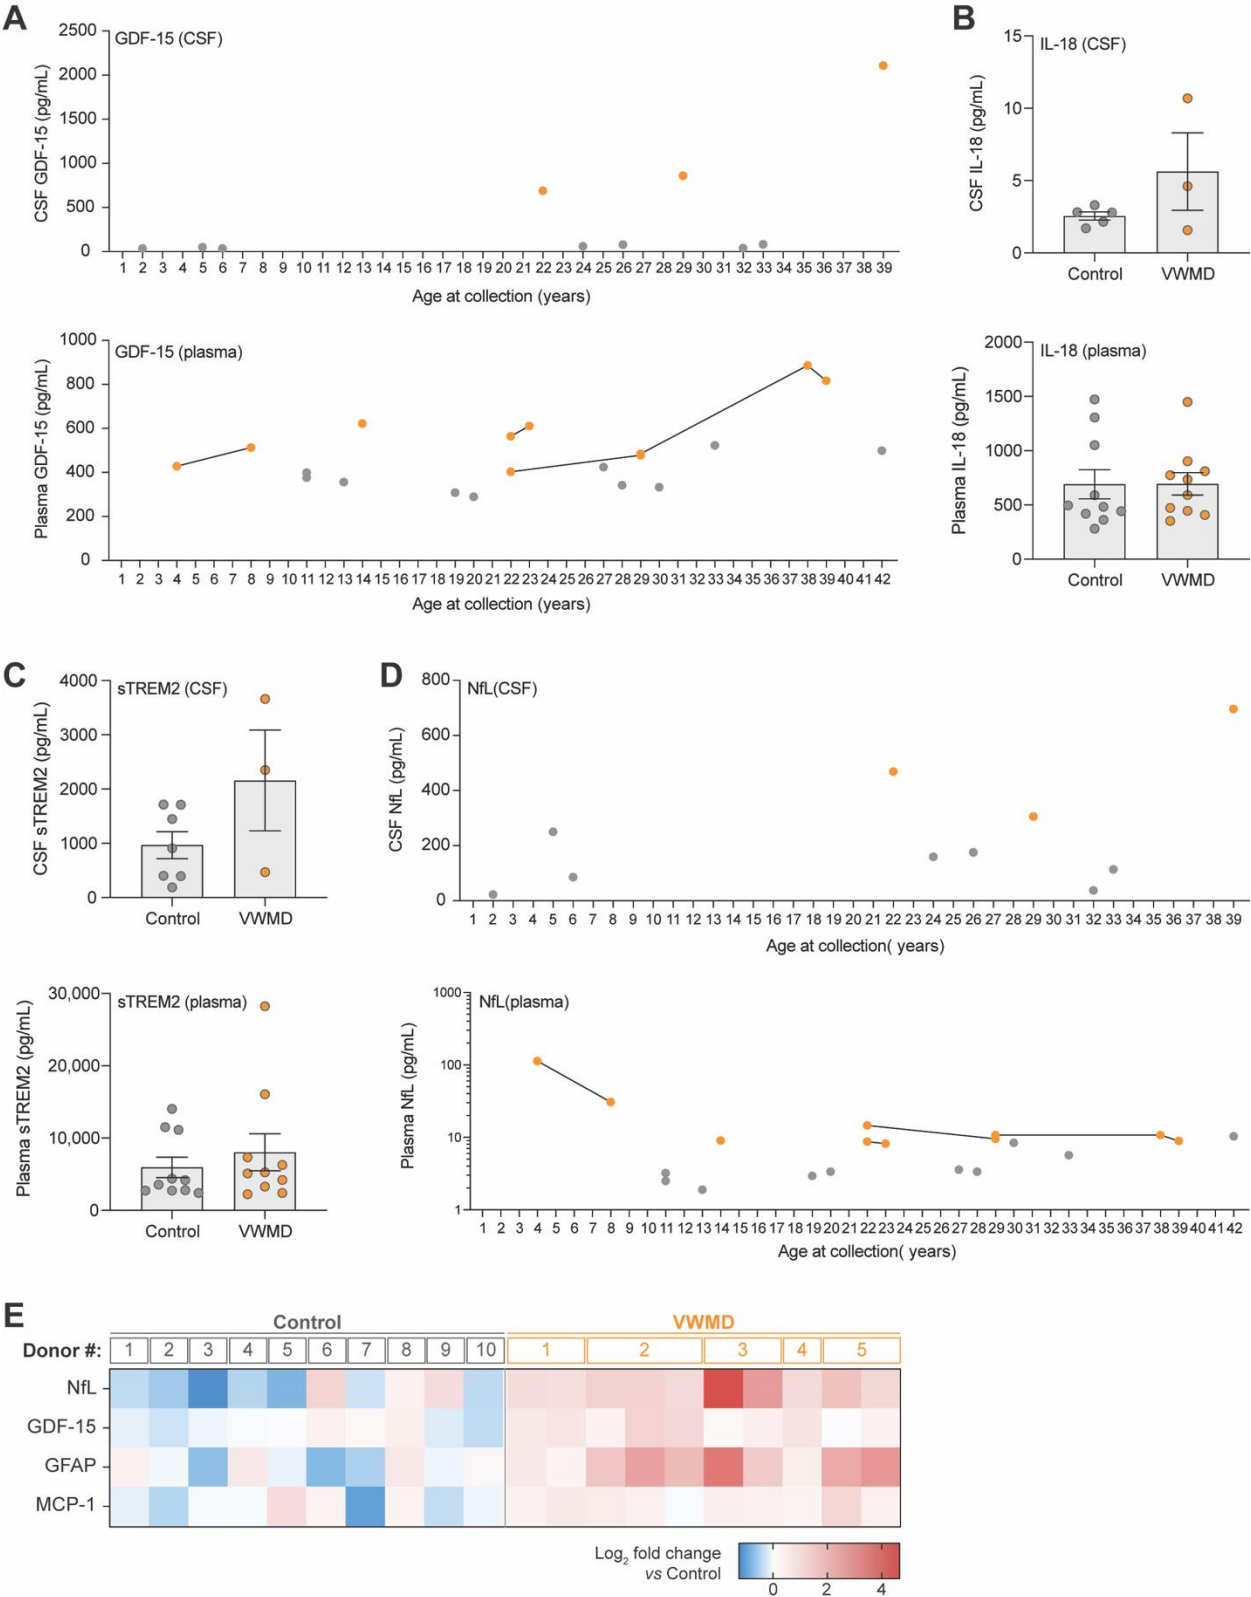 A
GDF-15 (CSF)
CSF GDF-15 (pg/mL)
2500
2000
1500
1000
500
0
1 2 3 4 5 6 7 8 9 10 11 12 13 14 15 16 17 18 19 20 21 22 23 24 25 26 27 28 29 30 31 32 33 34 35 36 37 38 39
Age at collection (years)
GDF-15 (plasma)
Plasma GDF-15 (pg/mL)
1000
800
600
400
200
0
1 2 3 4 5 6 7 8 9 10 11 12 13 14 15 16 17 18 19 20 21 22 23 24 25 26 27 28 29 30 31 32 33 34 35 36 37 38 39 40 41 42
Age at collection (years)
B
IL-18 (CSF)
CSF IL-18 (pg/mL)
15
10
5
0
Control VWMD
IL-18 (plasma)
Plasma IL-18 (pg/mL)
2000
1500
1000
500
0
Control VWMD
C
sTREM2 (CSF)
CSF sTREM2 (pg/mL)
4000
3000
2000
1000
0
Control VWMD
sTREM2 (plasma)
Plasma sTREM2 (pg/mL)
30,000
20,000
10,000
0
Control VWMD
D
NfL(CSF)
CSF NfL (pg/mL)
800
600
400
200
0
1 2 3 4 5 6 7 8 9 10 11 12 13 14 15 16 17 18 19 20 21 22 23 24 25 26 27 28 29 30 31 32 33 34 35 36 37 38 39
Age at collection( years)
NfL(plasma)
Plasma NfL (pg/mL)
1000
100
10
1
1 2 3 4 5 6 7 8 9 10 11 12 13 14 15 16 17 18 19 20 21 22 23 24 25 26 27 28 29 30 31 32 33 34 35 36 37 38 39 40 41 42
Age at collection( years)
E
Control VWMD
Donor #: 1 2 3 4 5 6 7 8 9 10 1 2 3 4 5
NfL
GDF-15
GFAP
MCP-1
Log2 fold change
vs Control
0 2 4